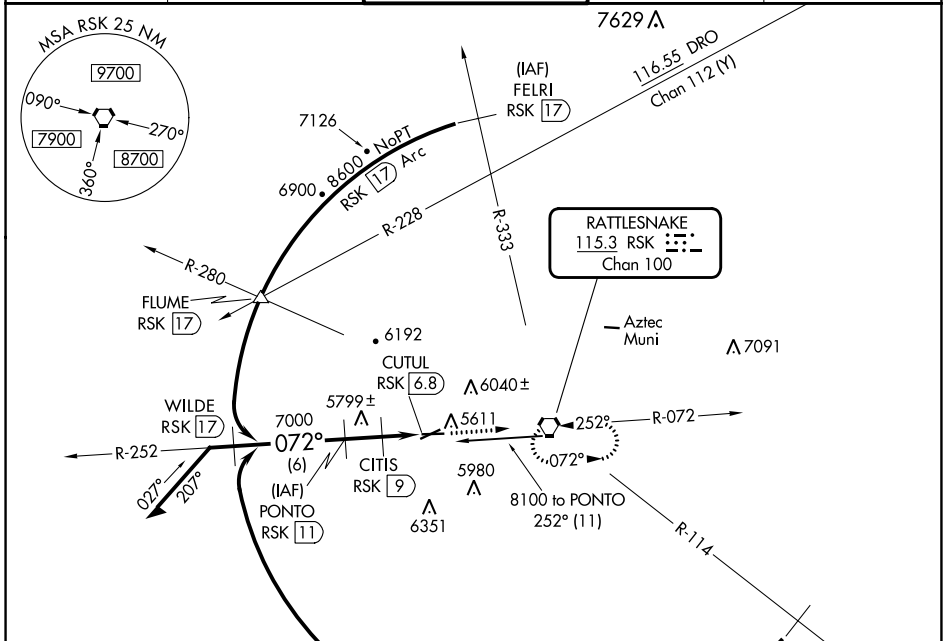 MSA RSK 25 NM
9700
090°
270°
7900
8700
360°
7629
116.55 DRO
Chan 112 (Y)
(IAF)
FELRI
RSK 17
7126
8600 NoPT
RSK 17 Arc
6900
R-228
R-333
RATTLESNAKE
115.3 RSK
Chan 100
R-280
FLUME
RSK 17
Aztec
Muni
6192
7091
CUTUL
RSK 6.8
6040±
5799±
5611
WILDE
RSK 17
7000
072°
(6)
252°
R-072
R-252
072°
CITIS
RSK 9
(IAF)
PONTO
RSK 11
5980
6351
8100 to PONTO
252° (11)
027°
207°
R-114